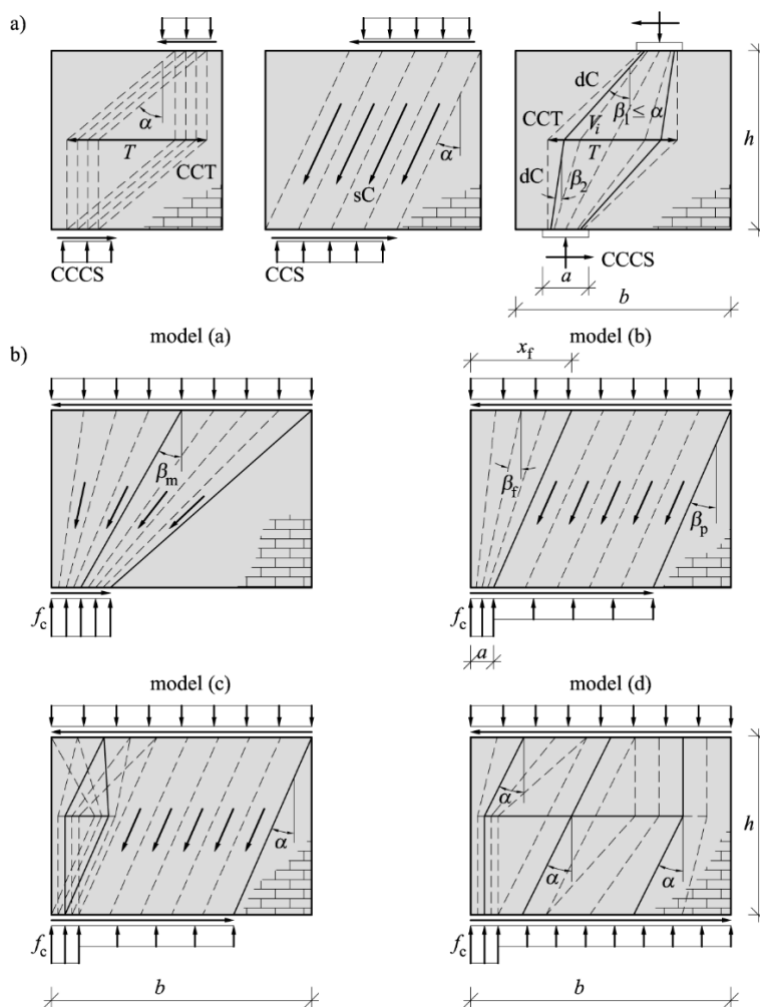 a)
α
T
CCT
CCCS
α
sC
CCS
dC
β1 ≤ α
CCT
Vi
T
dC
β2
CCCS
a
b
h
model (a)
model (b)
b)
xf
βm
βf
βp
fc
fc
a
model (c)
model (d)
α
α
α
α
h
fc
fc
b
b